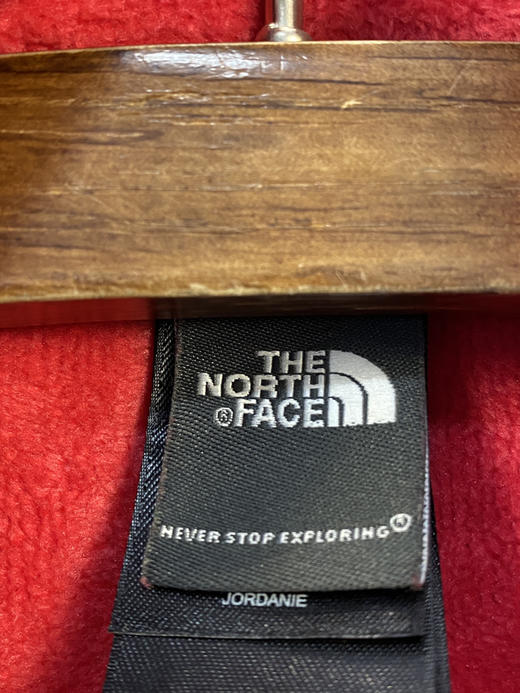 THE
NORTH
® FACE
NEVER STOP EXPLORING®
JORDANIE